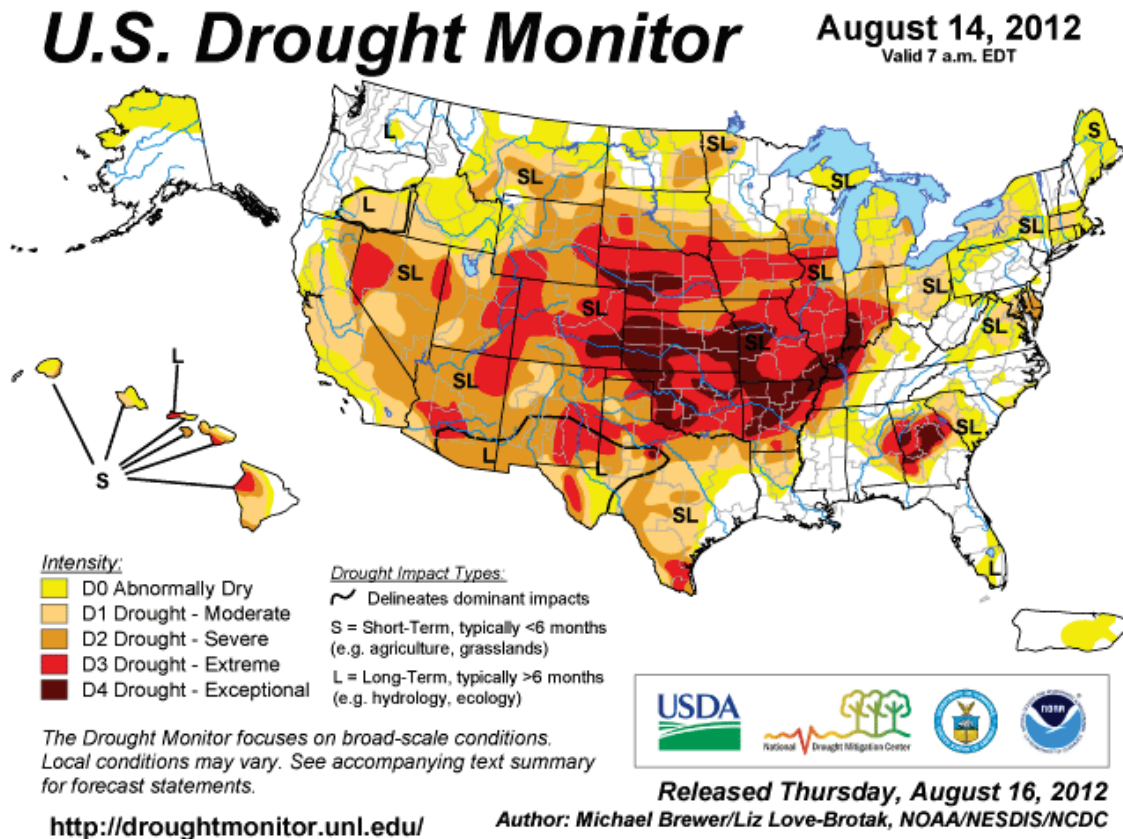 U.S. Drought Monitor
August 14, 2012
Valid 7 a.m. EDT
L
S
SL
SL
SL
L
SL
SL
SL
SL
SL
SL
L
SL
SL
SL
L
L
SL
L
S
Intensity:
D0 Abnormally Dry
D1 Drought - Moderate
D2 Drought - Severe
D3 Drought - Extreme
D4 Drought - Exceptional
Drought Impact Types:
Delineates dominant impacts
S = Short-Term, typically <6 months
(e.g. agriculture, grasslands)
L = Long-Term, typically >6 months
(e.g. hydrology, ecology)
USDA
National Drought Mitigation Center
NOAA
The Drought Monitor focuses on broad-scale conditions.
Local conditions may vary. See accompanying text summary
for forecast statements.
http://droughtmonitor.unl.edu/
Released Thursday, August 16, 2012
Author: Michael Brewer/Liz Love-Brotak, NOAA/NESDIS/NCDC